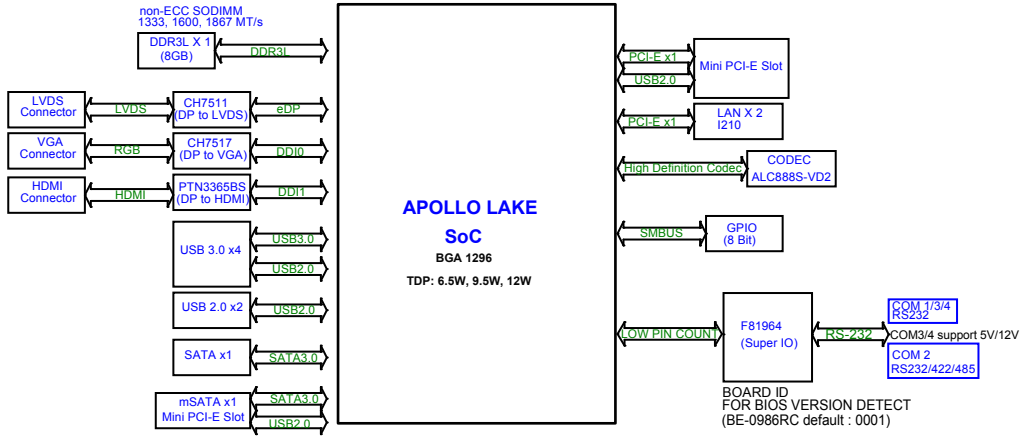 non-ECC SODIMM
1333, 1600, 1867 MT/s
DDR3L X 1
(8GB)
DDR3L
LVDS
Connector
LVDS
CH7511
(DP to LVDS)
eDP
VGA
Connector
RGB
CH7517
(DP to VGA)
DDI0
HDMI
Connector
HDMI
PTN3365BS
(DP to HDMI)
DDI1
USB 3.0 x4
USB3.0
USB2.0
USB 2.0 x2
USB2.0
SATA x1
SATA3.0
mSATA x1
Mini PCI-E Slot
SATA3.0
USB2.0
APOLLO LAKE
SoC
BGA 1296
TDP: 6.5W, 9.5W, 12W
PCI-E x1
USB2.0
Mini PCI-E Slot
PCI-E x1
LAN X 2
I210
High Definition Codec
CODEC
ALC888S-VD2
SMBUS
GPIO
(8 Bit)
LOW PIN COUNT
F81964
(Super IO)
RS-232
COM 1/3/4
RS232
COM3/4 support 5V/12V
COM 2
RS232/422/485
BOARD ID
FOR BIOS VERSION DETECT
(BE-0986RC default : 0001)